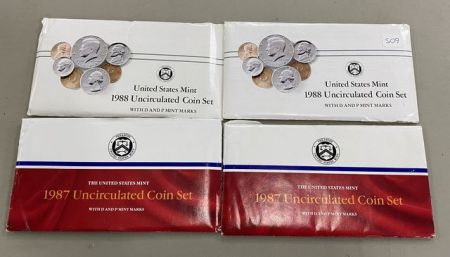 United States Mint
1988 Uncirculated Coin Set
WITH D AND P MINT MARKS
509
United States Mint
1988 Uncirculated Coin Set
WITH D AND P MINT MARKS
THE UNITED STATES MINT
1987 Uncirculated Coin Set
WITH D AND P MINT MARKS
THE UNITED STATES MINT
1987 Uncirculated Coin Set
WITH D AND P MINT MARKS